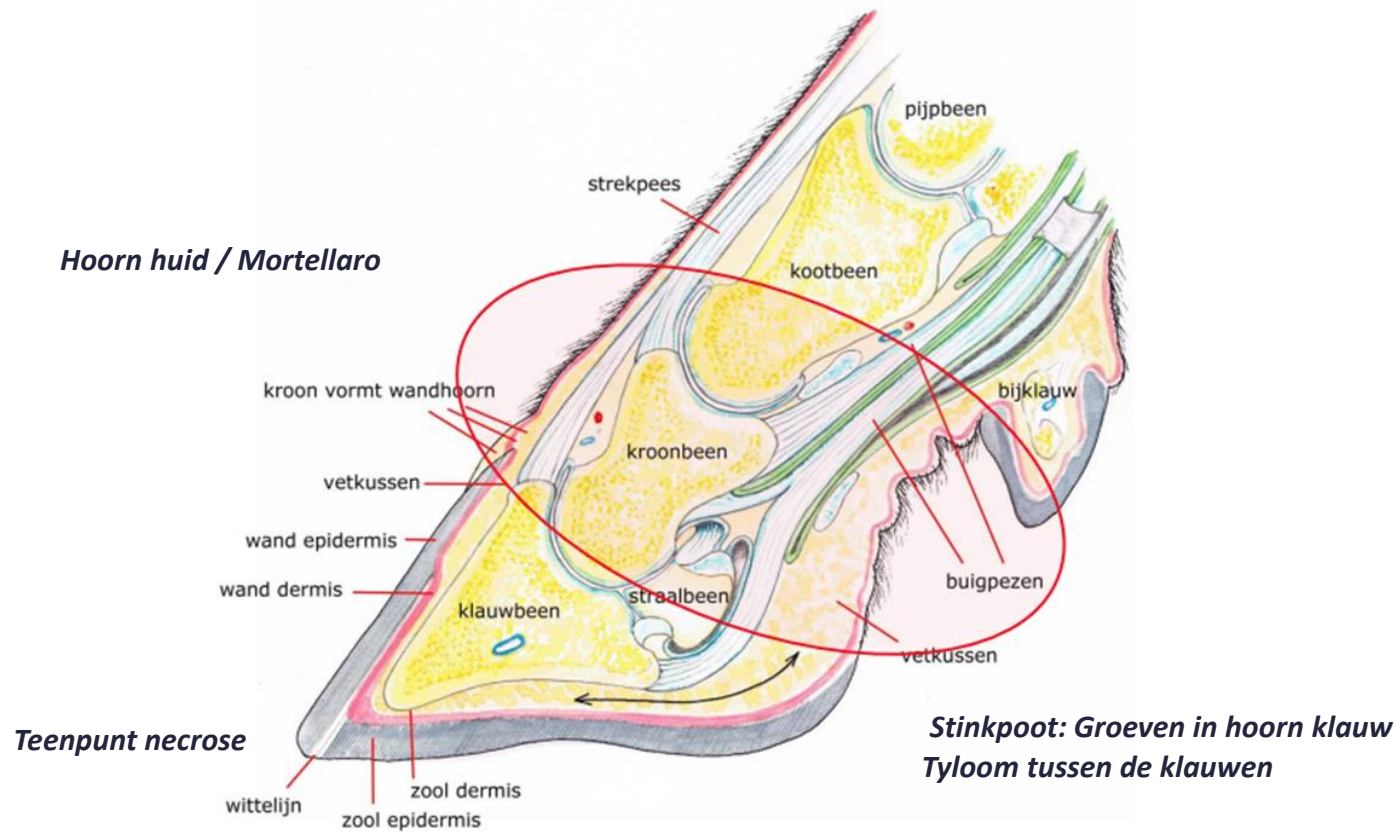 pijpbeen
strekpees
Hoorn huid / Mortellaro
kootbeen
kroon vormt wandhoorn
bijklauw
kroonbeen
vetkussen
wand epidermis
buigpezen
wand dermis
straalbeen
klauwbeen
vetkussen
Stinkpoot: Groeven in hoorn klauw
Teenpunt necrose
Tyloom tussen de klauwen
zool dermis
wittelijn
zool epidermis